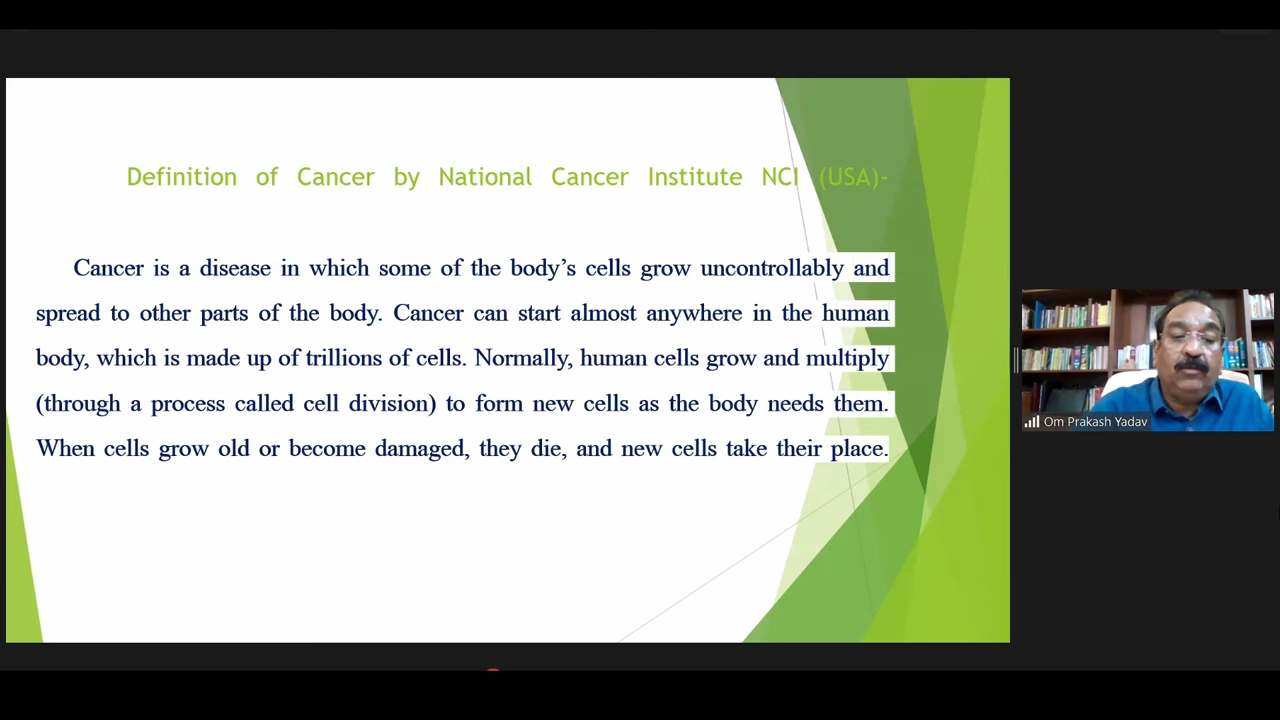 Definition of Cancer by National Cancer Institute NCI (USA)-
Cancer is a disease in which some of the body’s cells grow uncontrollably and
spread to other parts of the body. Cancer can start almost anywhere in the human
body, which is made up of trillions of cells. Normally, human cells grow and multiply
(through a process called cell division) to form new cells as the body needs them.
When cells grow old or become damaged, they die, and new cells take their place.
Om Prakash Yadav